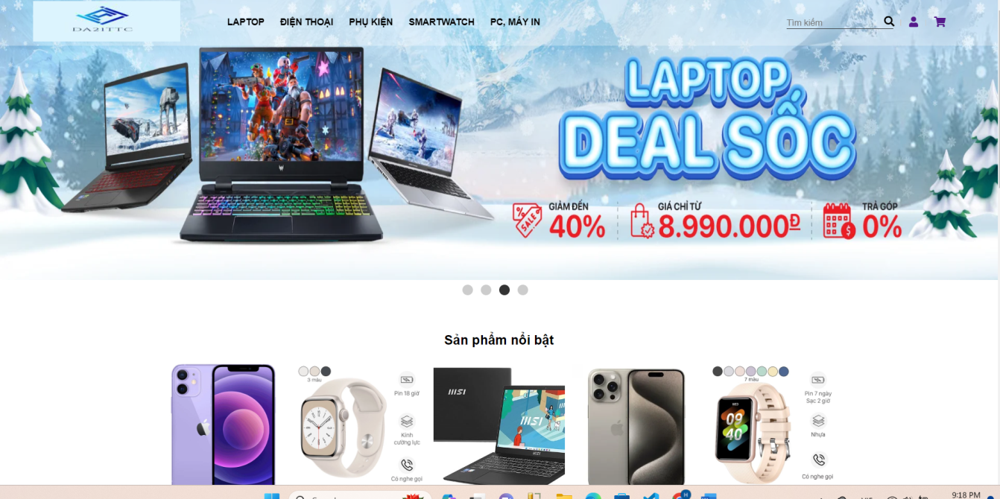 DA21TTC
LAPTOP ĐIỆN THOẠI PHỤ KIỆN SMARTWATCH PC, MÁY IN
Tìm kiếm
LAPTOP
DEAL SỐC
SALE
GIẢM ĐẾN
40%
GIÁ CHỈ TỪ
8.990.000Đ
TRẢ GÓP
0%
Sản phẩm nổi bật
3 màu
Pin 18 giờ
Kính
cường lực
Có nghe gọi
msi
msi
msi
7 màu
Pin 7 ngày
Sạc 2 giờ
09
40
Nhựa
Có nghe gọi
9:18 PM